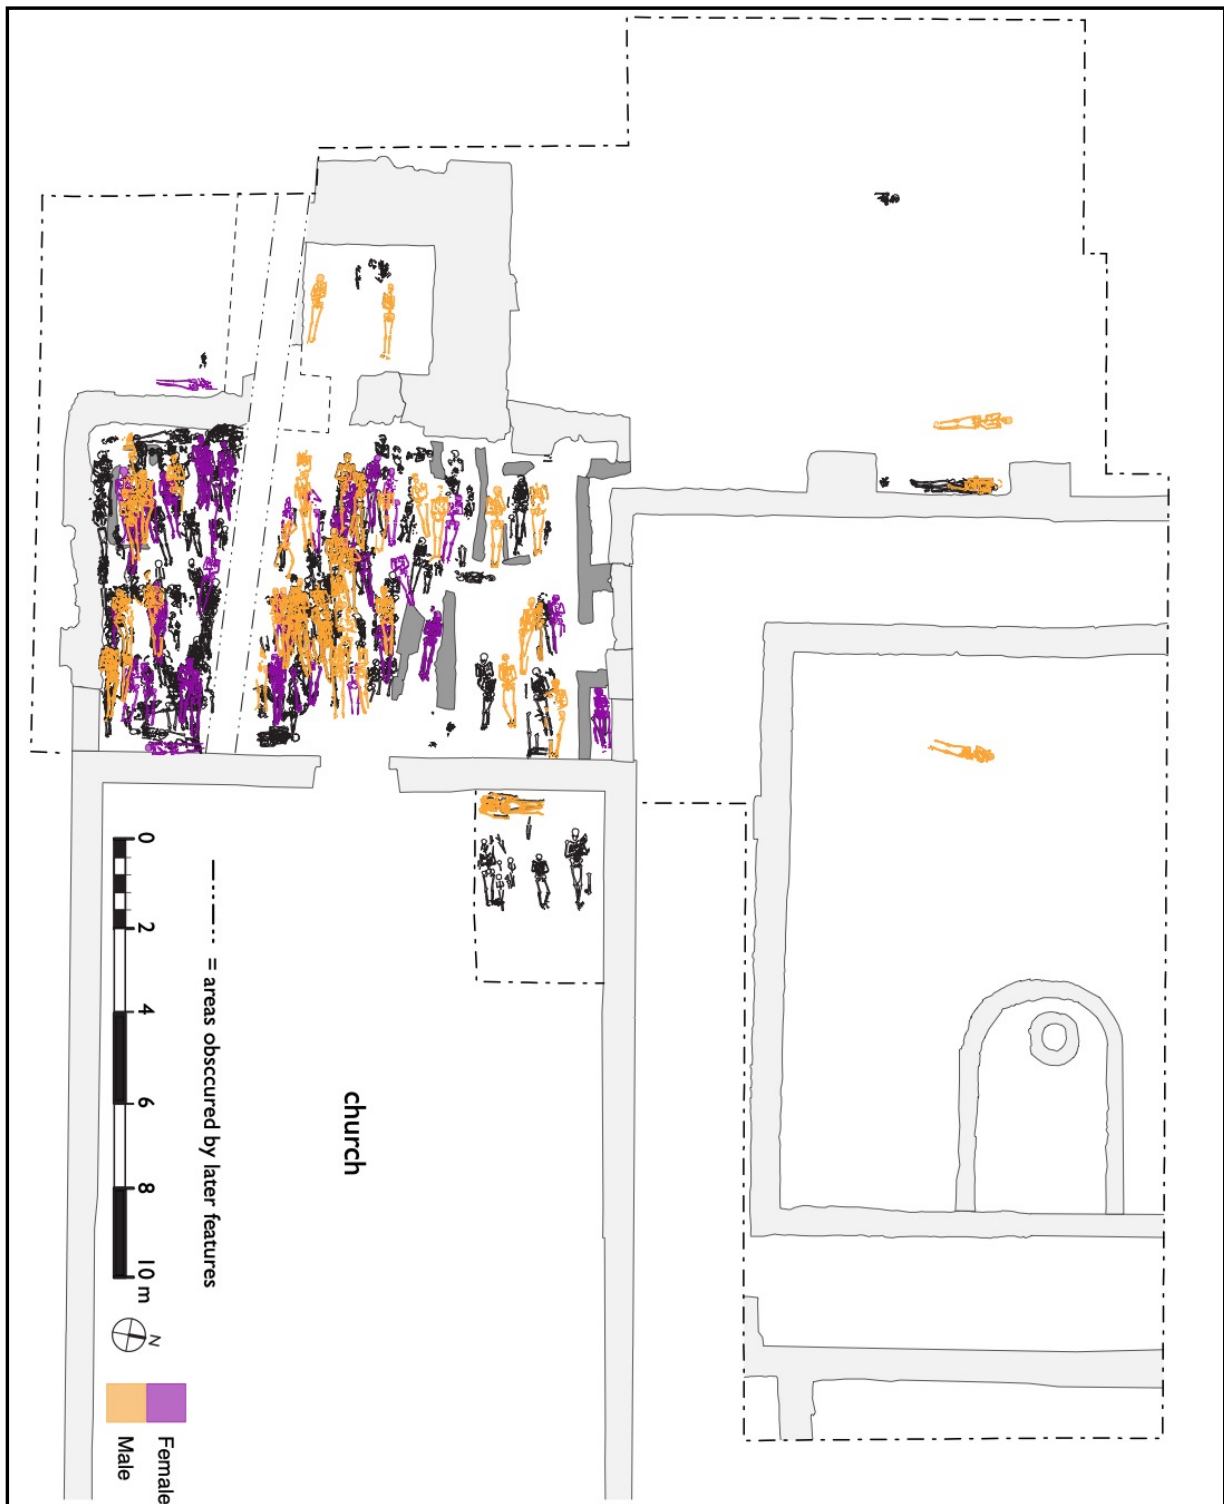 church
= areas obsccured by later features
0 2 4 6 8 10 m
N
Female
Male